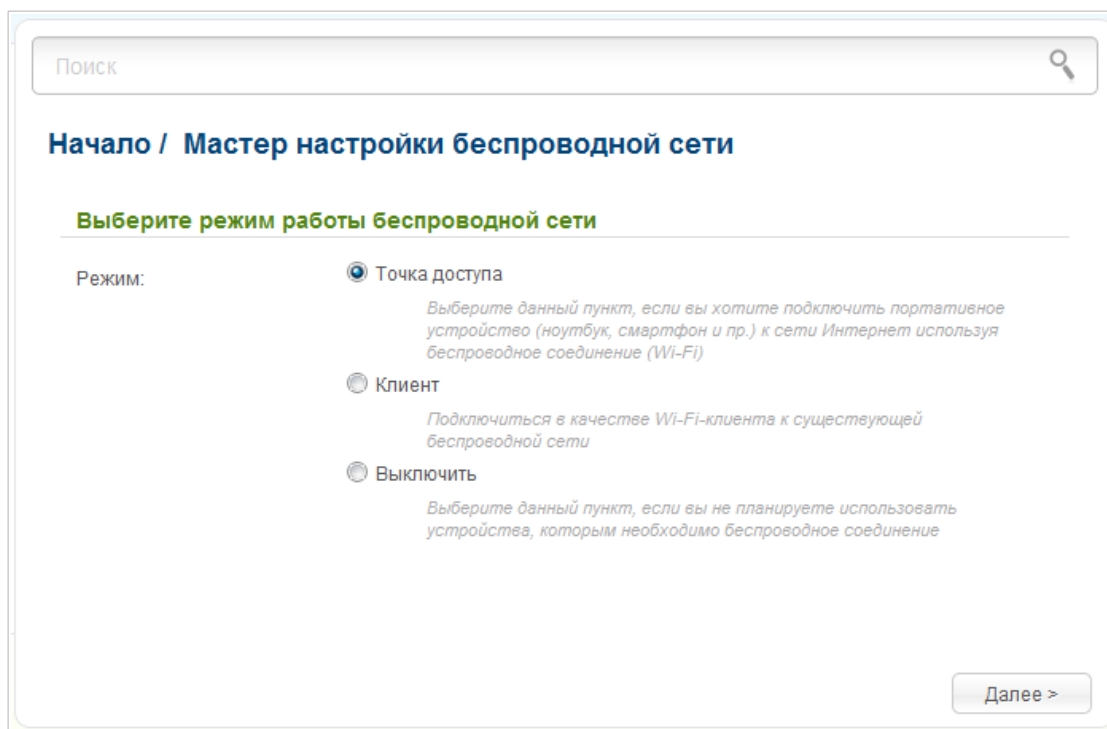 Поиск
Начало / Мастер настройки беспроводной сети
Выберите режим работы беспроводной сети
Режим:
Точка доступа
Выберите данный пункт, если вы хотите подключить портативное
устройство (ноутбук, смартфон и пр.) к сети Интернет используя
беспроводное соединение (Wi-Fi)
Клиент
Подключиться в качестве Wi-Fi-клиента к существующей
беспроводной сети
Выключить
Выберите данный пункт, если вы не планируете использовать
устройства, которым необходимо беспроводное соединение
Далее >